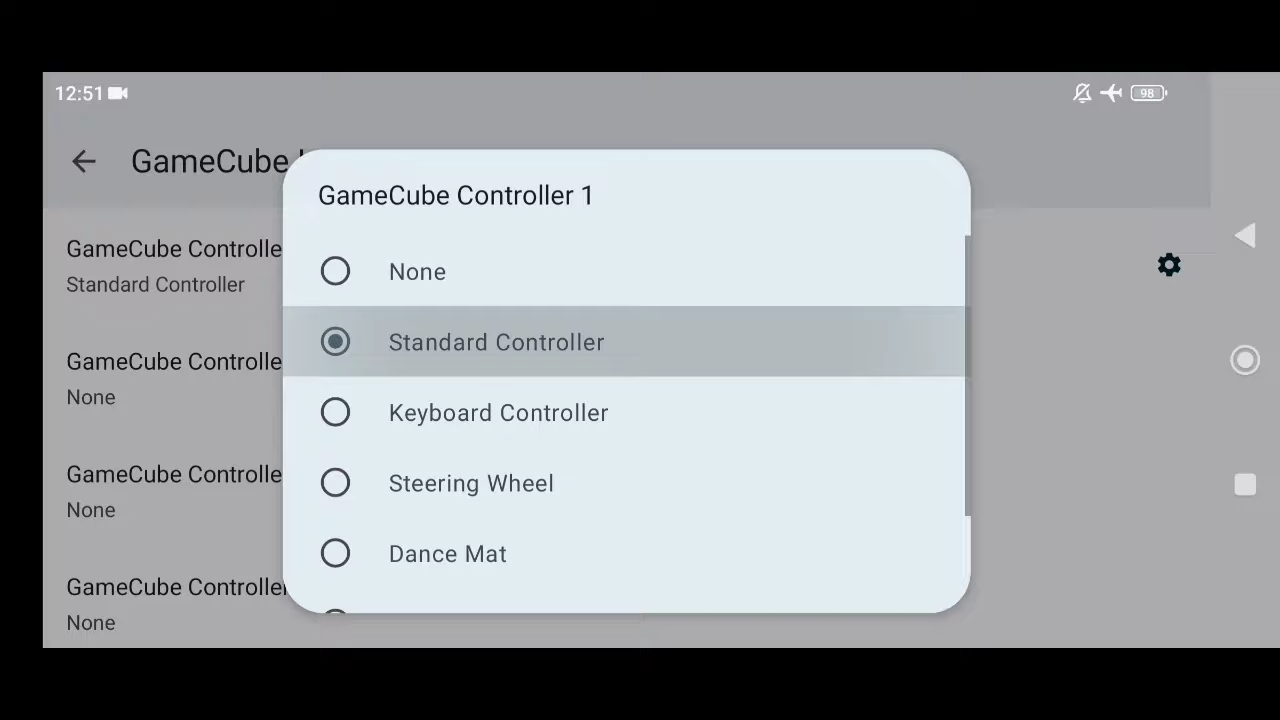 12:51
98
GameCube
GameCube Controller 1
GameCube Controlle
Standard Controller
None
Standard Controller
GameCube Controlle
None
Keyboard Controller
GameCube Controlle
None
Steering Wheel
Dance Mat
GameCube Controlle
None